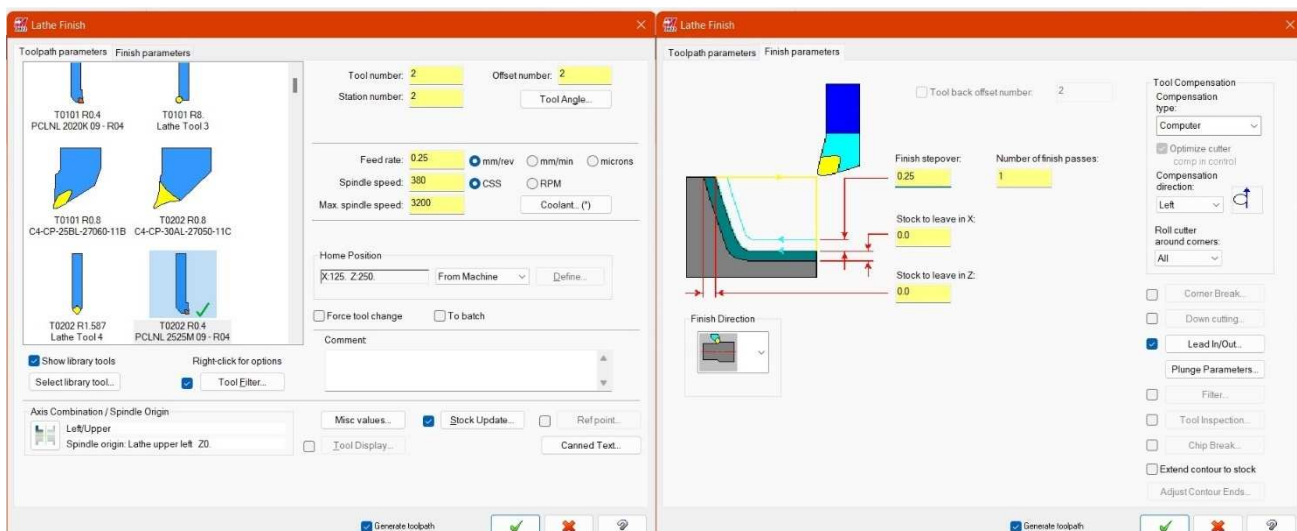 Lathe Finish
Toolpath parameters Finish parameters
T0101 R0.4
PCLNL 2020K 09 - R04
T0101 R8.
Lathe Tool 3
T0101 R0.8
C4-CP-25BL-27060-11B
T0202 R0.8
C4-CP-30AL-27050-11C
T0202 R1.587
Lathe Tool 4
T0202 R0.4
PCLNL 2525M 09 - R04
Show library tools
Right-click for options
Select library tool...
Tool Filter...
Axis Combination / Spindle Origin
Left/Upper
Spindle origin: Lathe upper left Z0.
Tool number: 2
Offset number: 2
Station number: 2
Tool Angle...
Feed rate: 0.25 mm/rev mm/min microns
Spindle speed: 380 CSS RPM
Max. spindle speed: 3200
Coolant.. (*)
Home Position
X:125. Z:250. From Machine Define...
Force tool change To batch
Comment:
Misc values... Stock Update... Ref point...
Tool Display... Canned Text...
Generate toolpath
Lathe Finish
Toolpath parameters Finish parameters
Tool back offset number: 2
Finish stepover:
0.25
Number of finish passes:
1
Stock to leave in X:
0.0
Stock to leave in Z:
0.0
Finish Direction
Tool Compensation
Compensation
type:
Computer
Optimize cutter
comp in control
Compensation
direction:
Left
Roll cutter
around corners:
All
Corner Break...
Down cutting...
Lead In/Out...
Plunge Parameters...
Filter...
Tool Inspection...
Chip Break...
Extend contour to stock
Adjust Contour Ends...
Generate toolpath